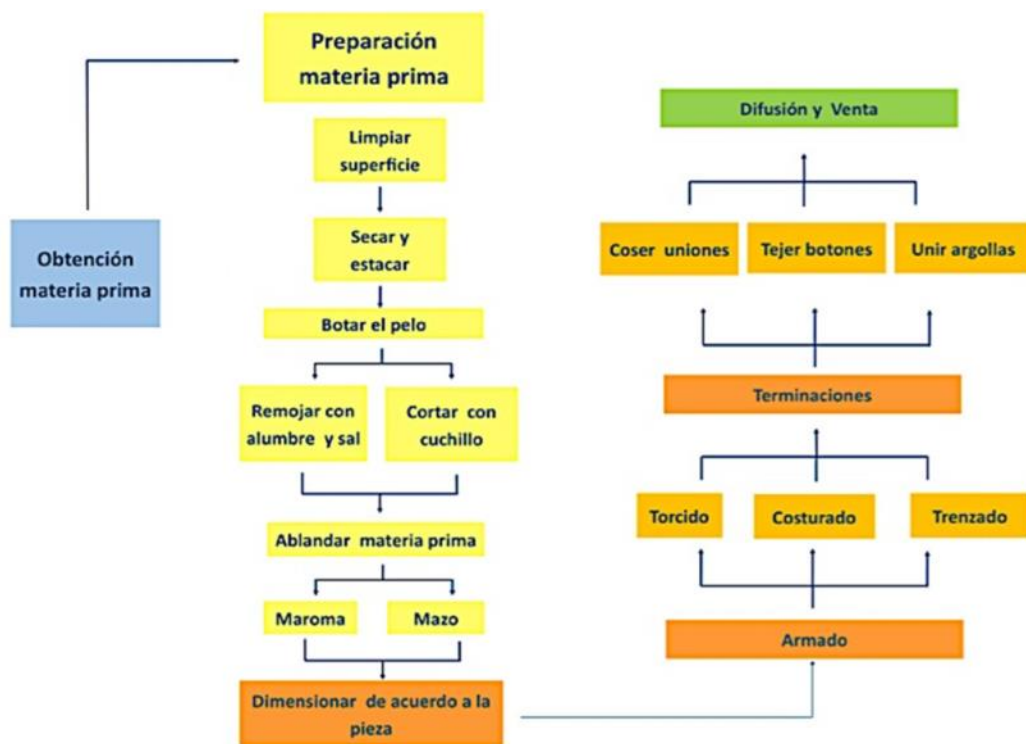 Obtención
materia prima
Preparación
materia prima
Limpiar
superficie
Secar y
estacar
Botar el pelo
Remojar con
alumbre y sal
Cortar con
cuchillo
Ablandar materia prima
Maroma
Mazo
Dimensionar de acuerdo a la
pieza
Armado
Torcido
Costurado
Trenzado
Terminaciones
Coser uniones
Tejer botones
Unir argollas
Difusión y Venta